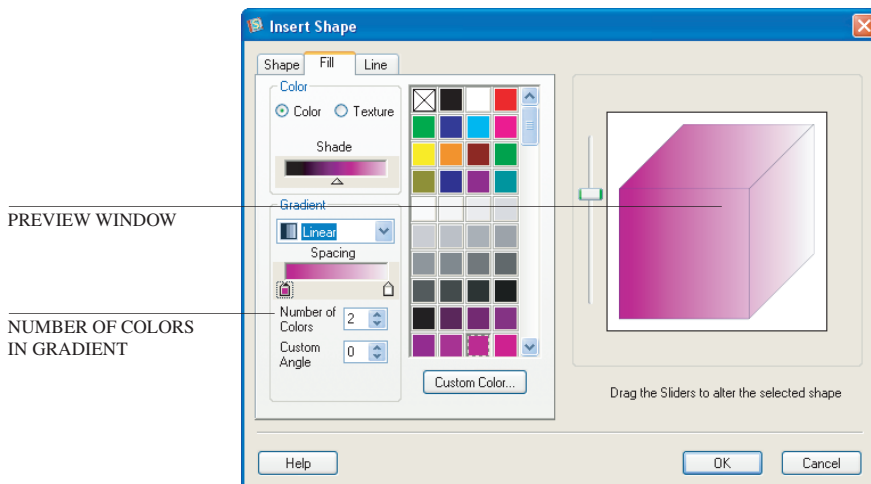 Insert Shape
Shape Fill Line
Color
Color Texture
Shade
Gradient
Linear
Spacing
Number of
Colors
2
Custom
Angle
0
Custom Color...
Drag the Sliders to alter the selected shape
Help
OK
Cancel
PREVIEW WINDOW
NUMBER OF COLORS
IN GRADIENT